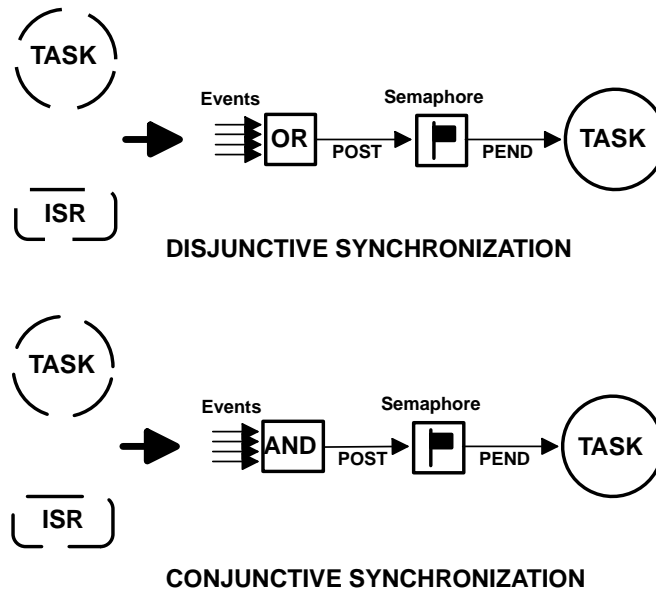 TASK
Events
Semaphore
OR
POST
PEND
TASK
ISR
DISJUNCTIVE SYNCHRONIZATION
TASK
Events
Semaphore
AND
POST
PEND
TASK
ISR
CONJUNCTIVE SYNCHRONIZATION